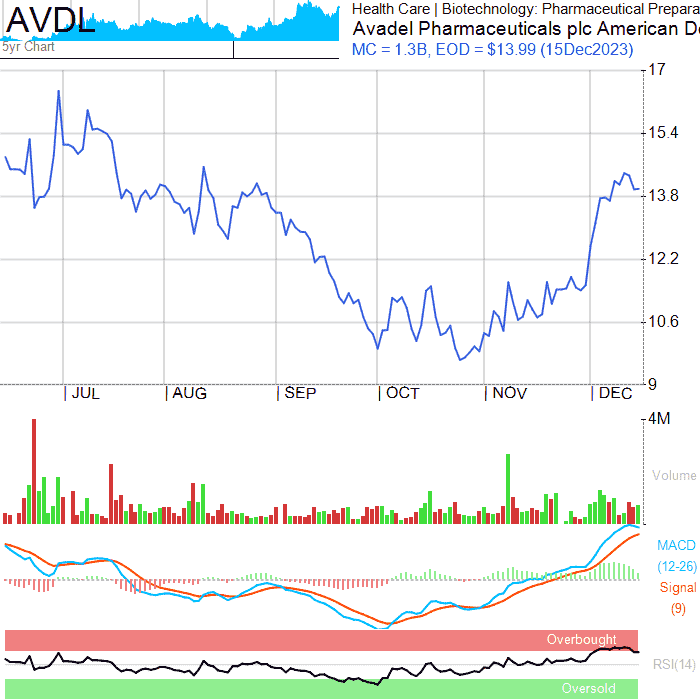 AVDL
5yr Chart
Health Care | Biotechnology: Pharmaceutical Prepara
Avadel Pharmaceuticals plc American De
MC = 1.3B, EOD = $13.99 (15Dec2023)
17
15.4
13.8
12.2
10.6
9
| JUL | AUG | SEP | OCT | NOV | DEC
4M
Volume
MACD
(12-26)
Signal
(9)
Overbought
RSI(14)
Oversold